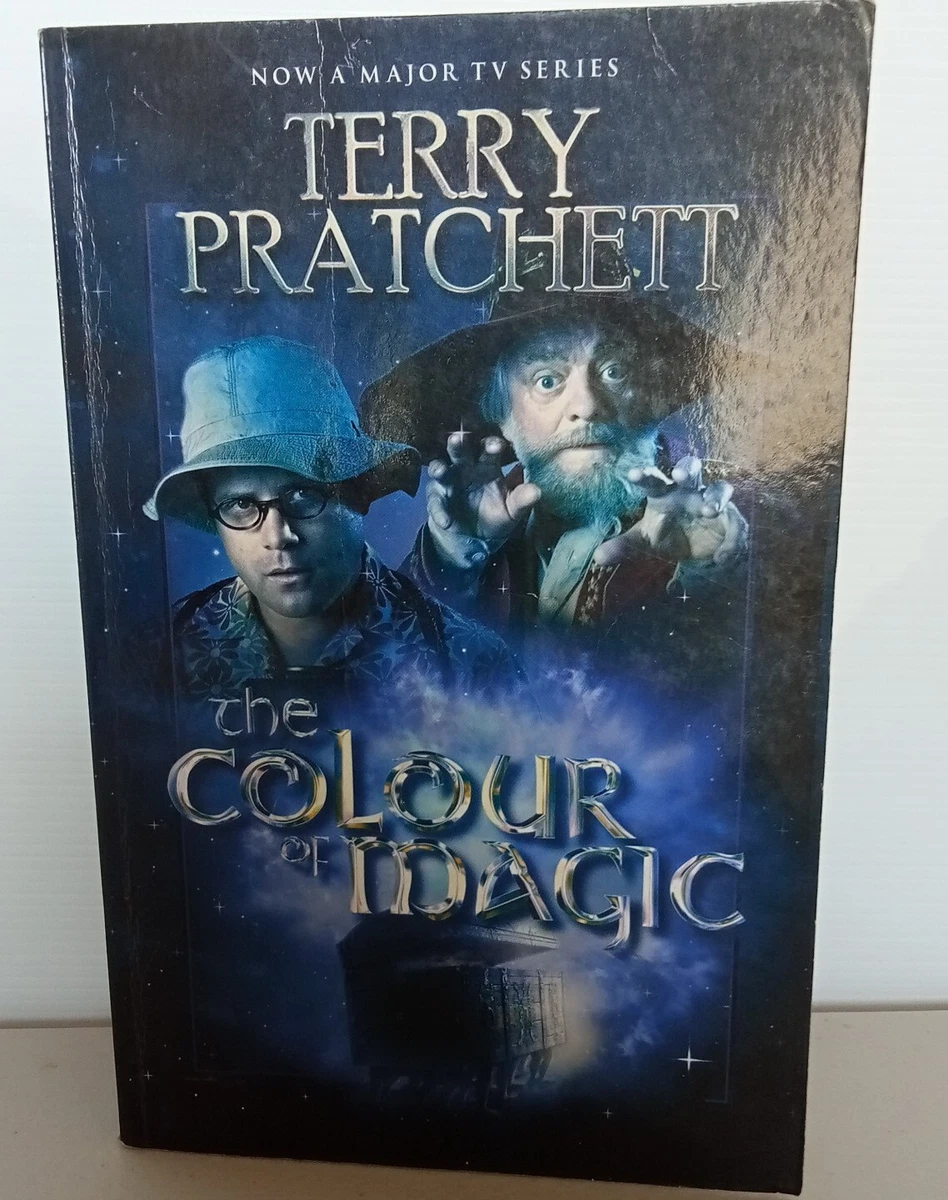 NOW A MAJOR TV SERIES
TERRY
PRATCHETT
the
COLOUR
OF MAGIC